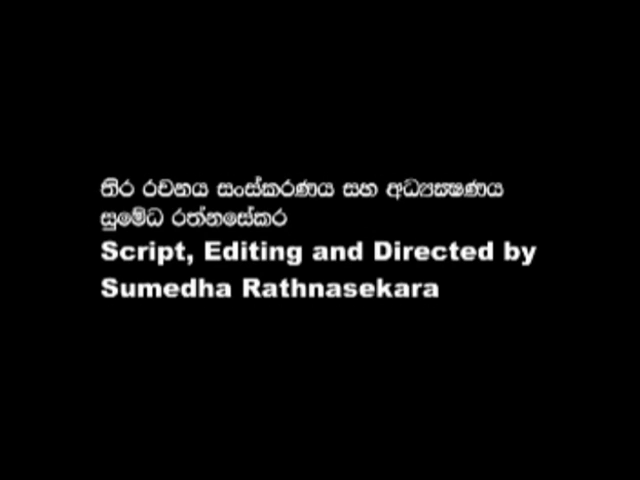 තිර රචනය සංස්කරණය සහ අධ්‍යක්ෂණය
සුමේධ රත්නසේකර
Script, Editing and Directed by
Sumedha Rathnasekara